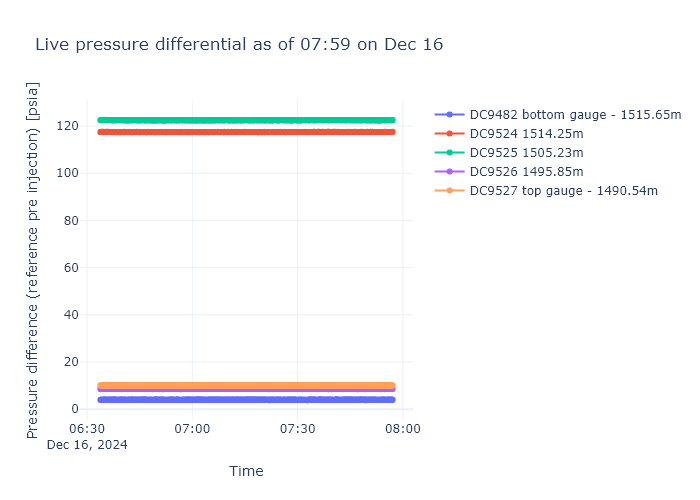 Live pressure differential as of 07:59 on Dec 16
Pressure difference (reference pre injection) [psia]
120
100
80
60
40
20
0
06:30
Dec 16, 2024
07:00
07:30
08:00
Time
DC9482 bottom gauge - 1515.65m
DC9524 1514.25m
DC9525 1505.23m
DC9526 1495.85m
DC9527 top gauge - 1490.54m